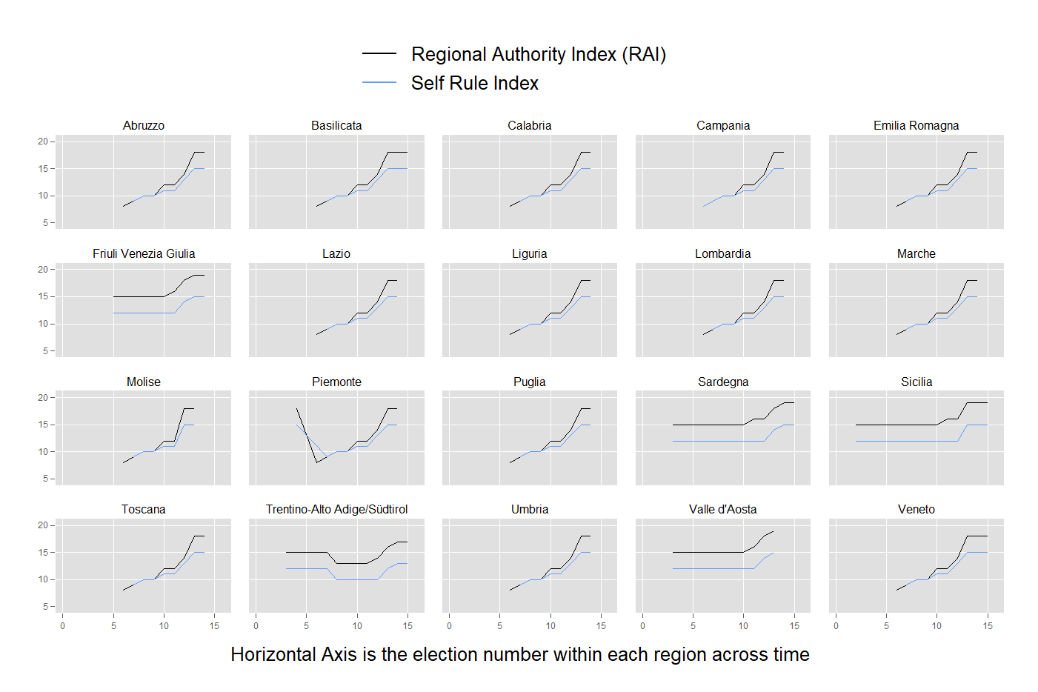 Regional Authority Index (RAI)
Self Rule Index
Abruzzo Basilicata Calabria Campania Emilia Romagna
20
15
10
5
Friuli Venezia Giulia Lazio Liguria Lombardia Marche
20
15
10
5
Molise Piemonte Puglia Sardegna Sicilia
20
15
10
5
Toscana Trentino-Alto Adige/Südtirol Umbria Valle d'Aosta Veneto
20
15
10
5
0 5 10 15 0 5 10 15 0 5 10 15 0 5 10 15 0 5 10 15
Horizontal Axis is the election number within each region across time